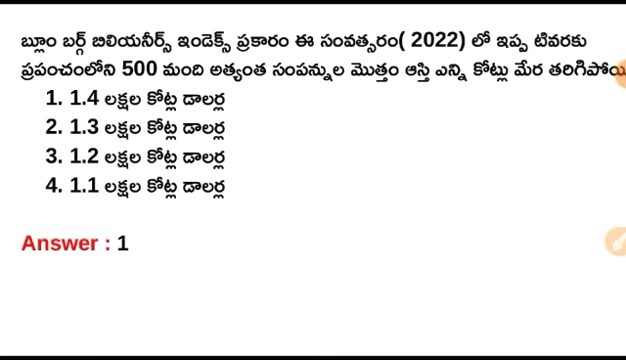 బ్లూం బర్గ్ బిలియనీర్స్ ఇండెక్స్ ప్రకారం ఈ సంవత్సరం( 2022) లో ఇప్ప టివరకు
ప్రపంచంలోని 500 మంది అత్యంత సంపన్నుల మొత్తం ఆస్తి ఎన్ని కోట్లు మేర
1. 1.4 లక్షల కోట్ల డాలర్ల
2. 1.3 లక్షల కోట్ల డాలర్ల
3. 1.2 లక్షల కోట్ల డాలర్ల
4. 1.1 లక్షల కోట్ల డాలర్ల
Answer : 1